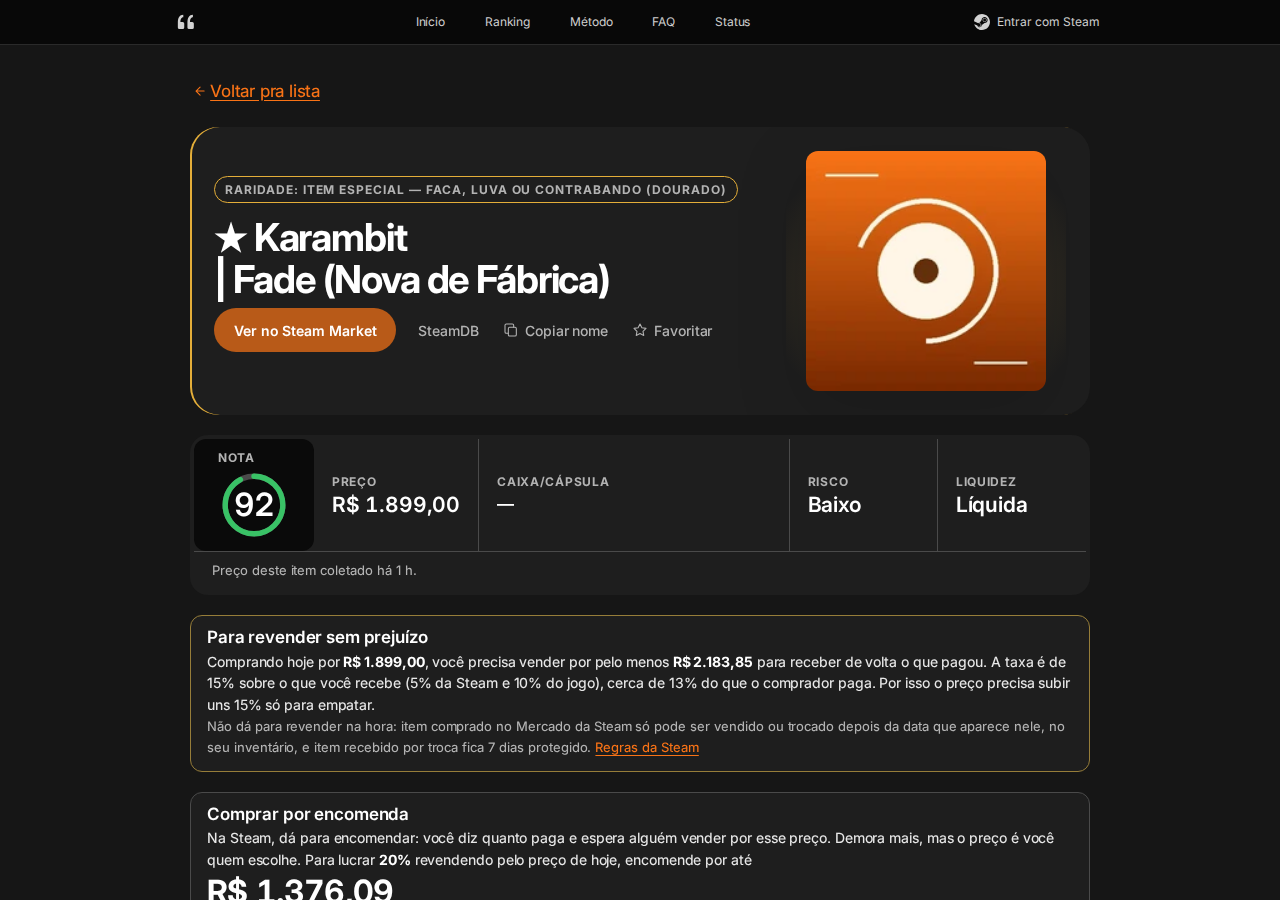 Início
Ranking
Método
FAQ
Status
Entrar com Steam
← Voltar pra lista
RARIDADE: ITEM ESPECIAL — FACA, LUVA OU CONTRABANDO (DOURADO)
★ Karambit
| Fade (Nova de Fábrica)
Ver no Steam Market
SteamDB
Copiar nome
Favoritar
NOTA
92
PREÇO
R$ 1.899,00
CAIXA/CÁPSULA
—
RISCO
Baixo
LIQUIDEZ
Líquida
Preço deste item coletado há 1 h.
Para revender sem prejuízo
Comprando hoje por R$ 1.899,00, você precisa vender por pelo menos R$ 2.183,85 para receber de volta o que pagou. A taxa é de
15% sobre o que você recebe (5% da Steam e 10% do jogo), cerca de 13% do que o comprador paga. Por isso o preço precisa subir
uns 15% só para empatar.
Não dá para revender na hora: item comprado no Mercado da Steam só pode ser vendido ou trocado depois da data que aparece nele, no
seu inventário, e item recebido por troca fica 7 dias protegido. Regras da Steam
Comprar por encomenda
Na Steam, dá para encomendar: você diz quanto paga e espera alguém vender por esse preço. Demora mais, mas o preço é você
quem escolhe. Para lucrar 20% revendendo pelo preço de hoje, encomende por até
R$ 1.376,09